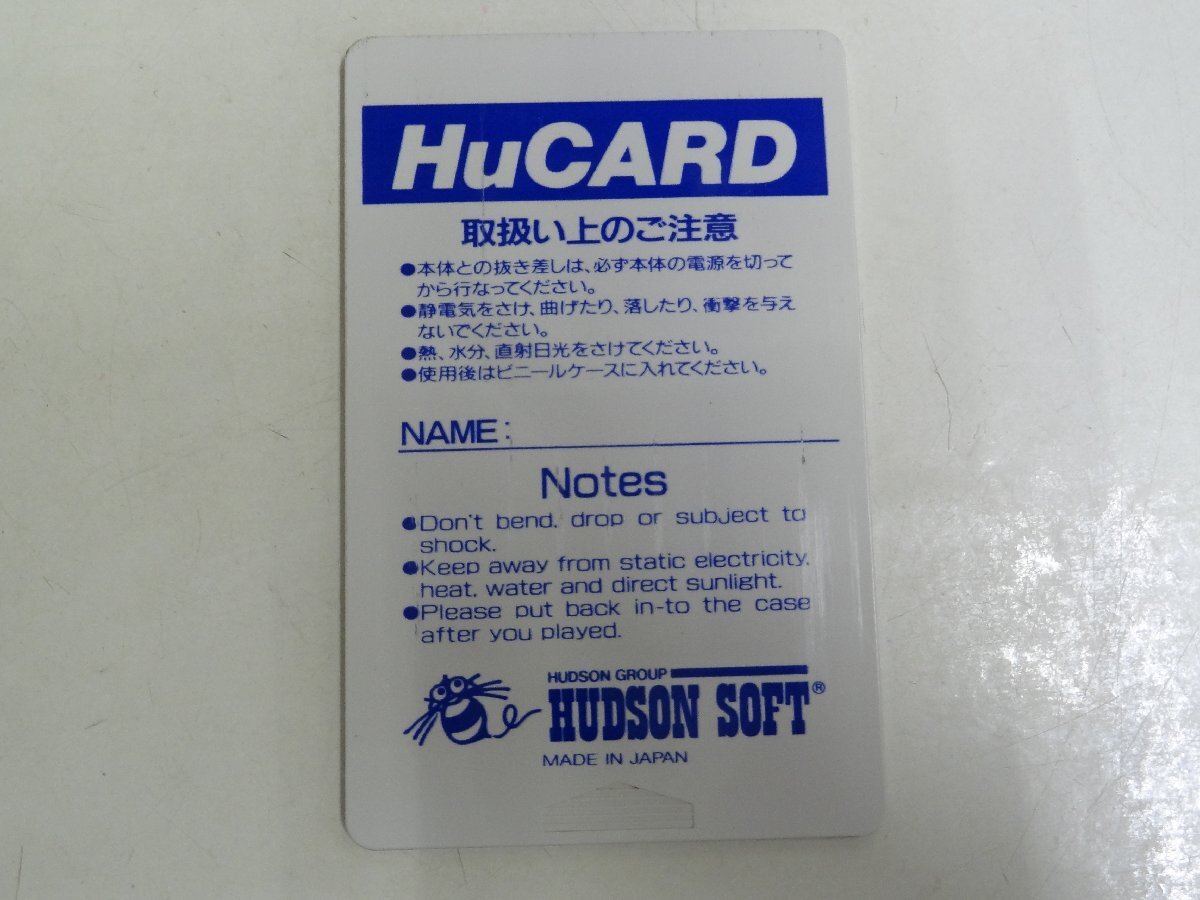 HuCARD
取扱い上のご注意
●本体との抜き差しは、必ず本体の電源を切って
から行なってください。
●静電気をさけ、曲げたり、落したり、衝撃を与え
ないでください。
●熱、水分、直射日光をさけてください。
●使用後はビニールケースに入れてください。
NAME:
Notes
●Don't bend, drop or subject to
shock.
●Keep away from static electricity,
heat, water and direct sunlight.
●Please put back in-to the case
after you played.
HUDSON GROUP
HUDSON SOFT®
MADE IN JAPAN